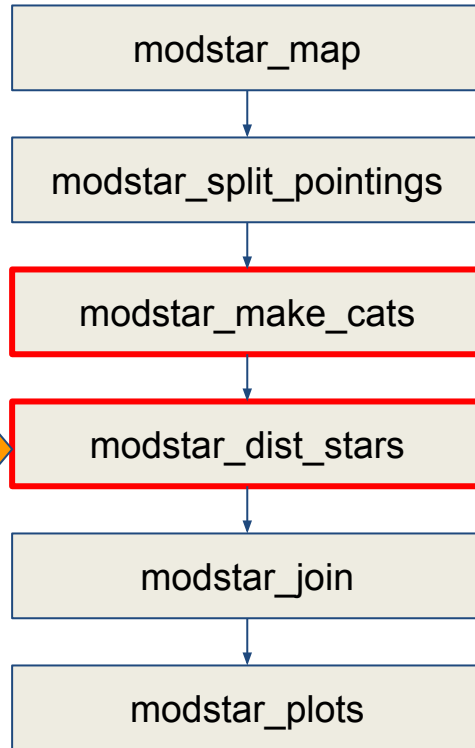 modstar_map
modstar_split_pointings
modstar_make_cats
modstar_dist_stars
modstar_join
modstar_plots